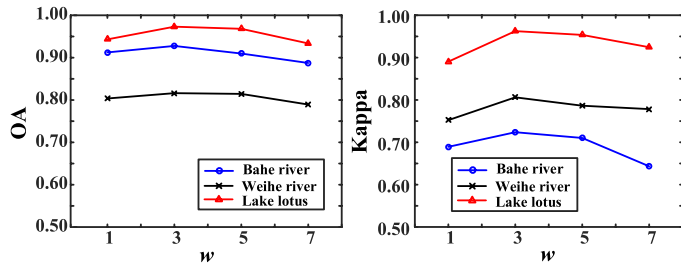 1.00
0.90
0.80
0.70
0.60
0.50
OA
1 3 5 7
w
Bahe river
Weihe river
Lake lotus
1.00
0.90
0.80
0.70
0.60
0.50
Kappa
1 3 5 7
w
Bahe river
Weihe river
Lake lotus